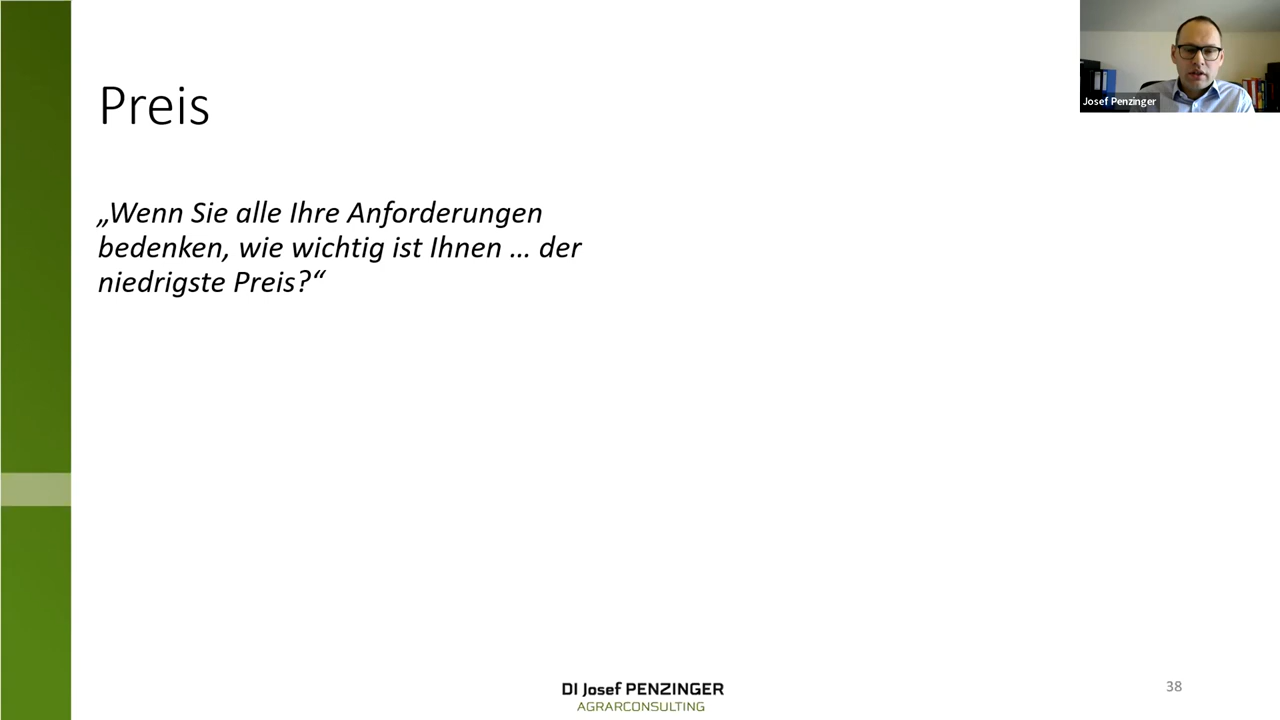 Preis
„Wenn Sie alle Ihre Anforderungen
bedenken, wie wichtig ist Ihnen … der
niedrigste Preis?“
Josef Penzinger
DI Josef PENZINGER
AGRARCONSULTING
38